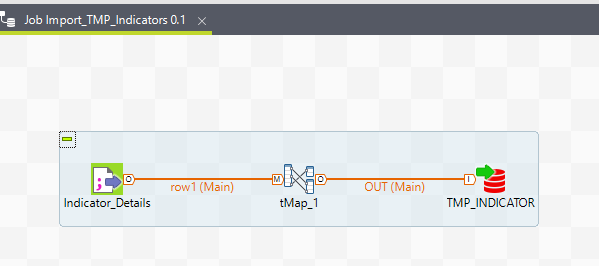 Job Import_TMP_Indicators 0.1
row1 (Main)
OUT (Main)
Indicator_Details
tMap_1
TMP_INDICATOR
O
M
O
I